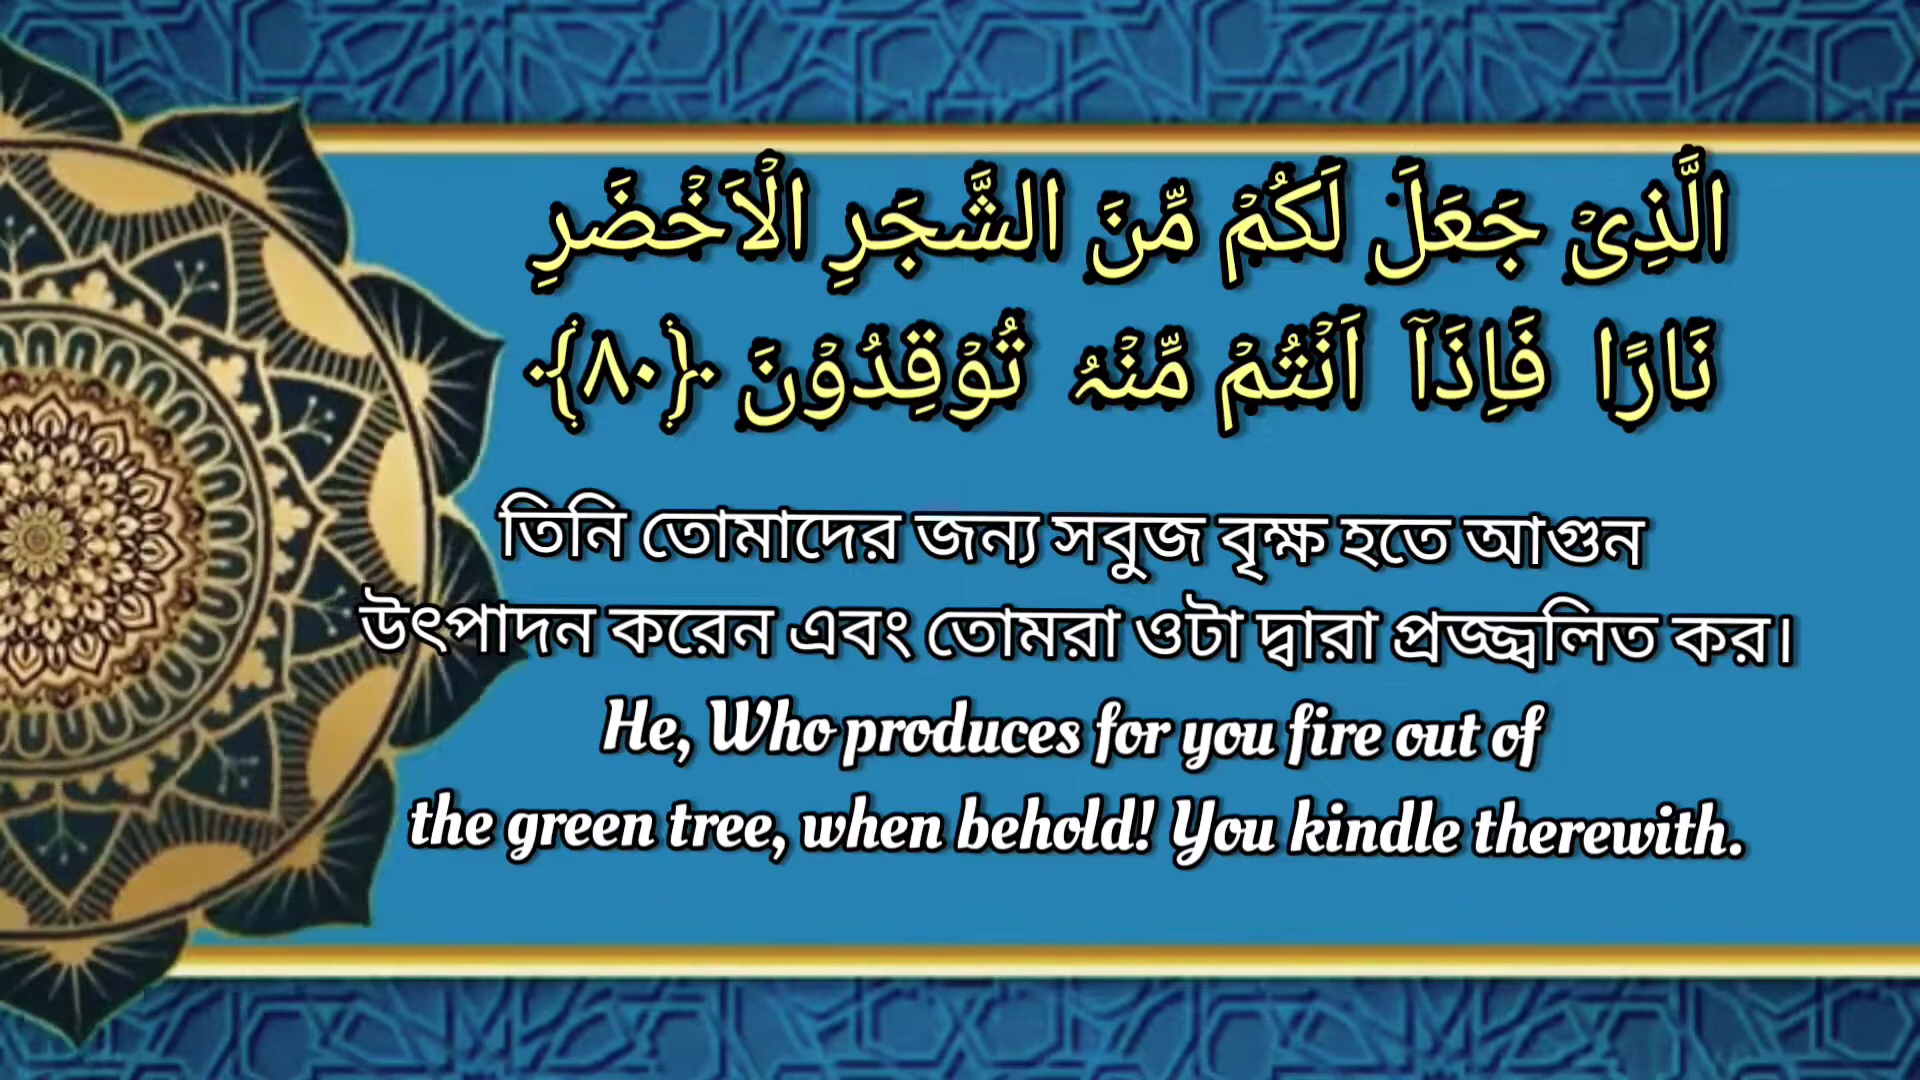 الَّذِیۡ جَعَلَ لَکُمۡ مِّنَ الشَّجَرِ الۡاَخۡضَرِ
نَارًا فَاِذَاۤ اَنۡتُمۡ مِّنۡہُ تُوۡقِدُوۡنَ ﴿۸۰﴾
তিনি তোমাদের জন্য সবুজ বৃক্ষ হতে আগুন
উৎপাদন করেন এবং তোমরা ওটা দ্বারা প্রজ্জ্বলিত কর।
He, Who produces for you fire out of
the green tree, when behold! You kindle therewith.